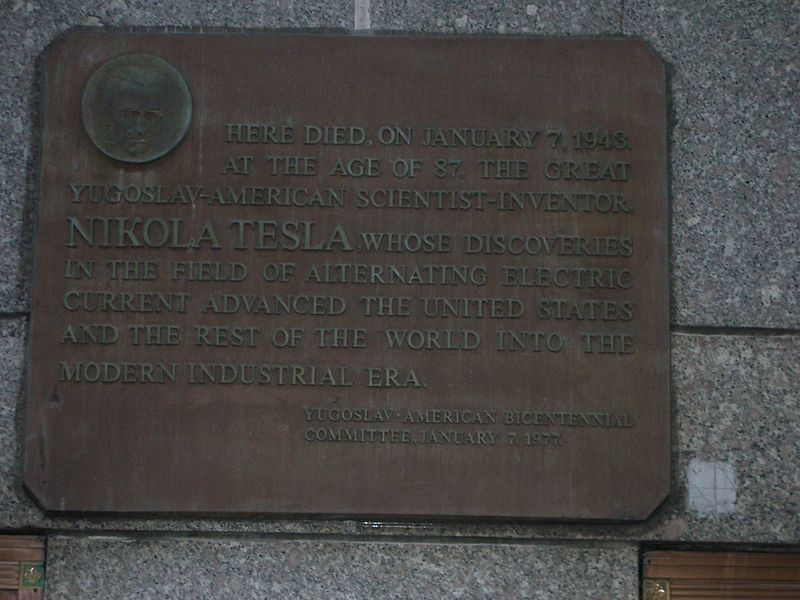 HERE DIED, ON JANUARY 7, 1943,
AT THE AGE OF 87, THE GREAT
YUGOSLAV-AMERICAN SCIENTIST-INVENTOR,
NIKOLA TESLA, WHOSE DISCOVERIES
IN THE FIELD OF ALTERNATING ELECTRIC
CURRENT ADVANCED THE UNITED STATES
AND THE REST OF THE WORLD INTO THE
MODERN INDUSTRIAL ERA.
YUGOSLAV-AMERICAN BICENTENNIAL
COMMITTEE, JANUARY 7, 1977